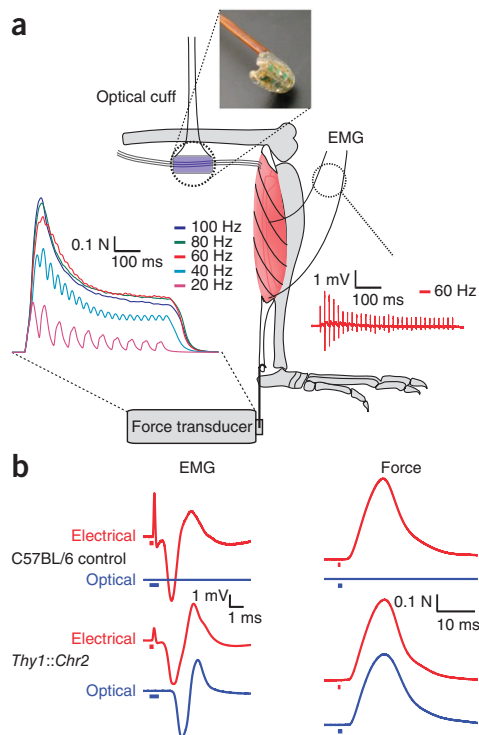 a
Optical cuff
EMG
0.1 N
100 ms
100 Hz
80 Hz
60 Hz
40 Hz
20 Hz
1 mV
100 ms
60 Hz
Force transducer
b
EMG
Force
Electrical
C57BL/6 control
Optical
1 mV
1 ms
0.1 N
10 ms
Electrical
Thy1::Chr2
Optical